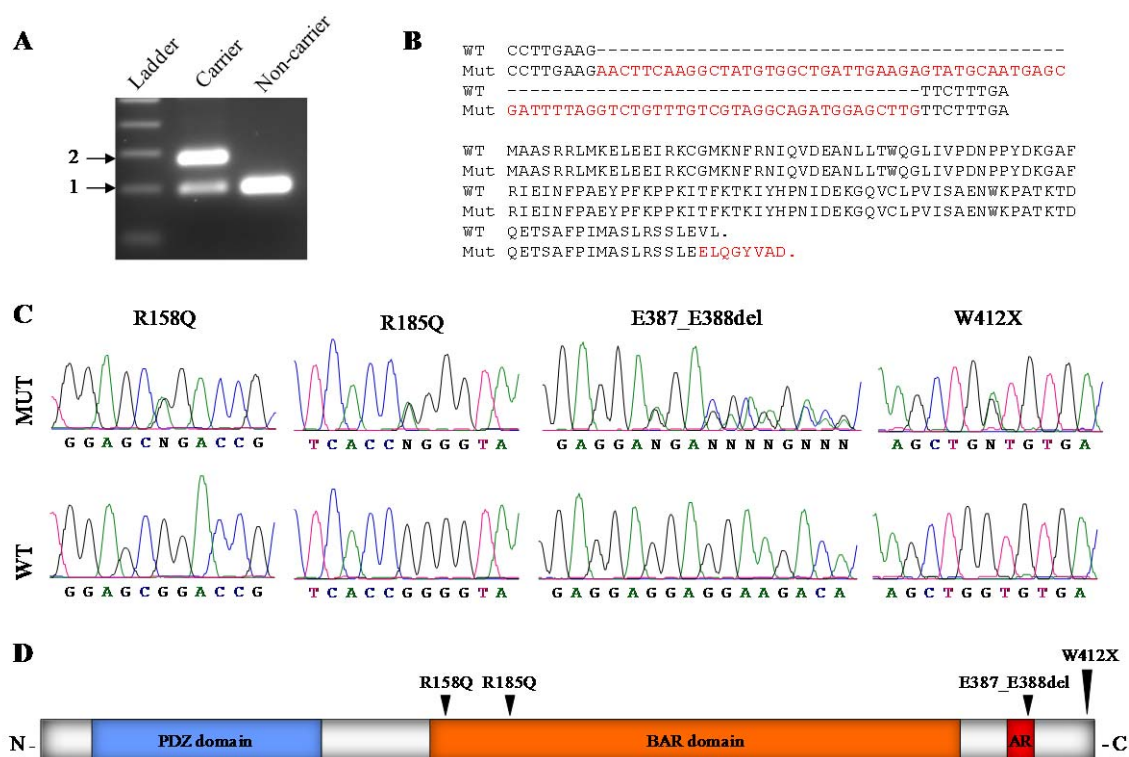 A
Ladder
Carrier
Non-carrier
2
1
B
WT CCTTGAAG------------------------------------------
Mut CCTTGAAGAACTTCAAGGCTATGTGGCTGATTGAAGAGTATGCAATGAGC
WT -------------------------------------TTCTTTGA
Mut GATTTTAGGTCTGTTTGTCGTAGGCAGATGGAGCTTGTTCTTTGA
WT MAASRRLMKELEEIRKCGMKNFRNIQVDEANLLTWQGLIVPDNPPYDKGAF
Mut MAASRRLMKELEEIRKCGMKNFRNIQVDEANLLTWQGLIVPDNPPYDKGAF
WT RIEINFPAEYPFKPPKITFKTKIYHPNIDEKGQVCLPVISAENWKPATKTD
Mut RIEINFPAEYPFKPPKITFKTKIYHPNIDEKGQVCLPVISAENWKPATKTD
WT QETSAFPIMASLRSSLEVL.
Mut QETSAFPIMASLRSSLEELQGYVAD.
C
R158Q
R185Q
E387_E388del
W412X
MUT
GGAGCNGACCG
TCACCNGGGTA
GAGGANGANNNNGNNN
AGCTGNTGTGA
WT
GGAGCGGACCG
TCACCGGGGTA
GAGGAGGAGGAAGACA
AGCTGGTGTGA
D
W412X
R158Q
R185Q
E387_E388del
N-
PDZ domain
BAR domain
AR
-C